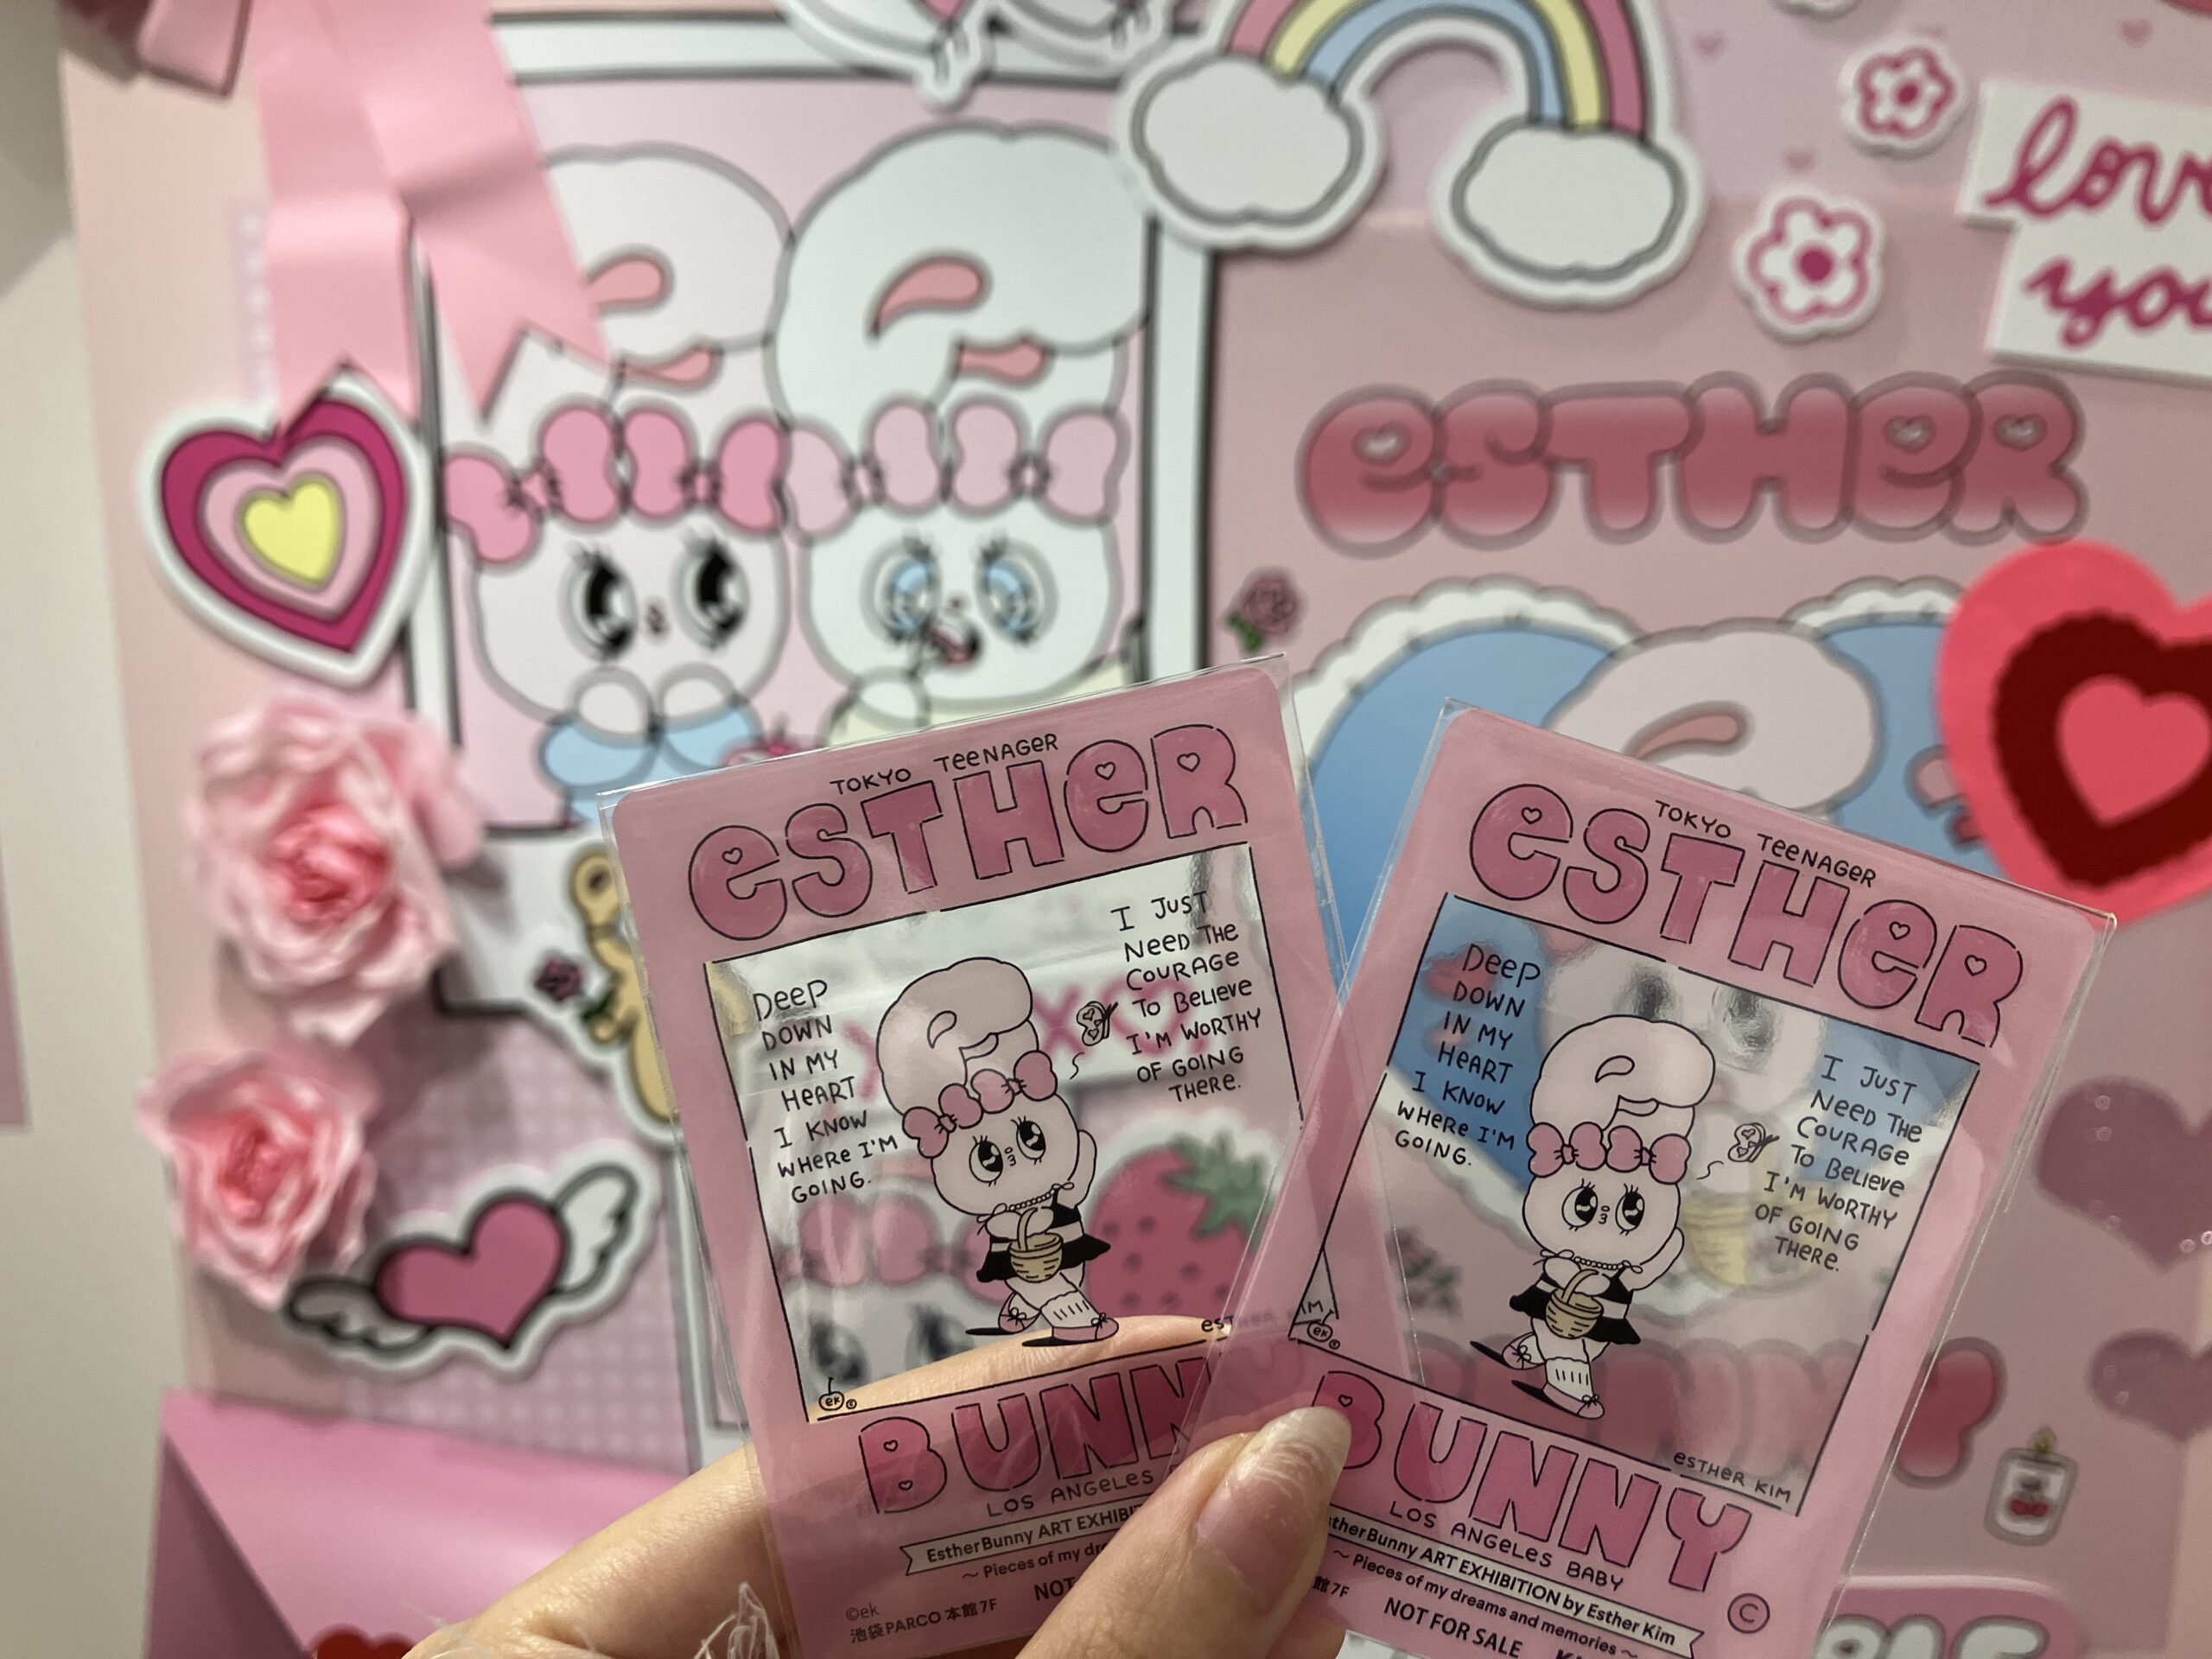 love
ESTHER
TOKYO TEENAGER
ESTHER
DEEP
DOWN
IN MY
HEART
I KNOW
WHERE I'M
GOING.
I JUST
NEED THE
COURAGE
TO BELIEVE
I'M WORTHY
OF GOING
THERE.
ek
BUNN
LOS ANGELES
EstherBunny ART EXHIBIT
~ Pieces of my
NOT
©ek
池袋PARCO 本館 7F
TOKYO TEENAGER
ESTHER
DEEP
DOWN
IN MY
HEART
I KNOW
WHERE I'M
GOING.
I JUST
NEED THE
COURAGE
TO BELIEVE
I'M WORTHY
OF GOING
THERE.
ek
ESTHER KIM
BUNNY
LOS ANGELES BABY
©
EstherBunny ART EXHIBITION by Esther Kim
~ Pieces of my dreams and memories ~
館 7F
NOT FOR SALE